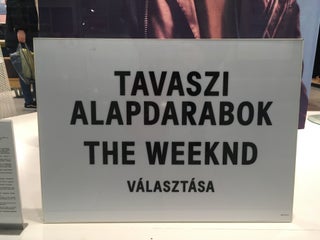 TAVASZI
ALAPDARABOK
THE WEEKND
VÁLASZTÁSA